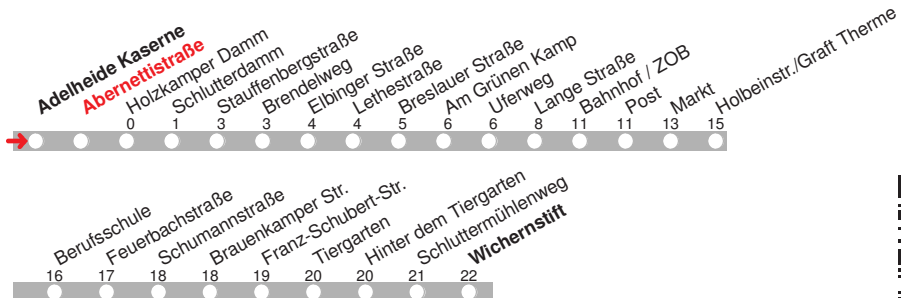 Adelheide Kaserne
Abernettistraße
Holzkamper Damm
Schlutterdamm
Stauffenbergstraße
Brendelweg
Elbinger Straße
Lethestraße
Breslauer Straße
Am Grünen Kamp
Uferweg
Lange Straße
Bahnhof / ZOB
Post
Markt
Holbeinstr./Graft Therme
0 1 3 3 4 4 5 6 6 8 11 11 13 15
Berufsschule
Feuerbachstraße
Schumannstraße
Brauenkamper Str.
Franz-Schubert-Str.
Tiergarten
Hinter dem Tiergarten
Schluttermühlenweg
Wichernstift
16 17 18 18 19 20 20 21 22